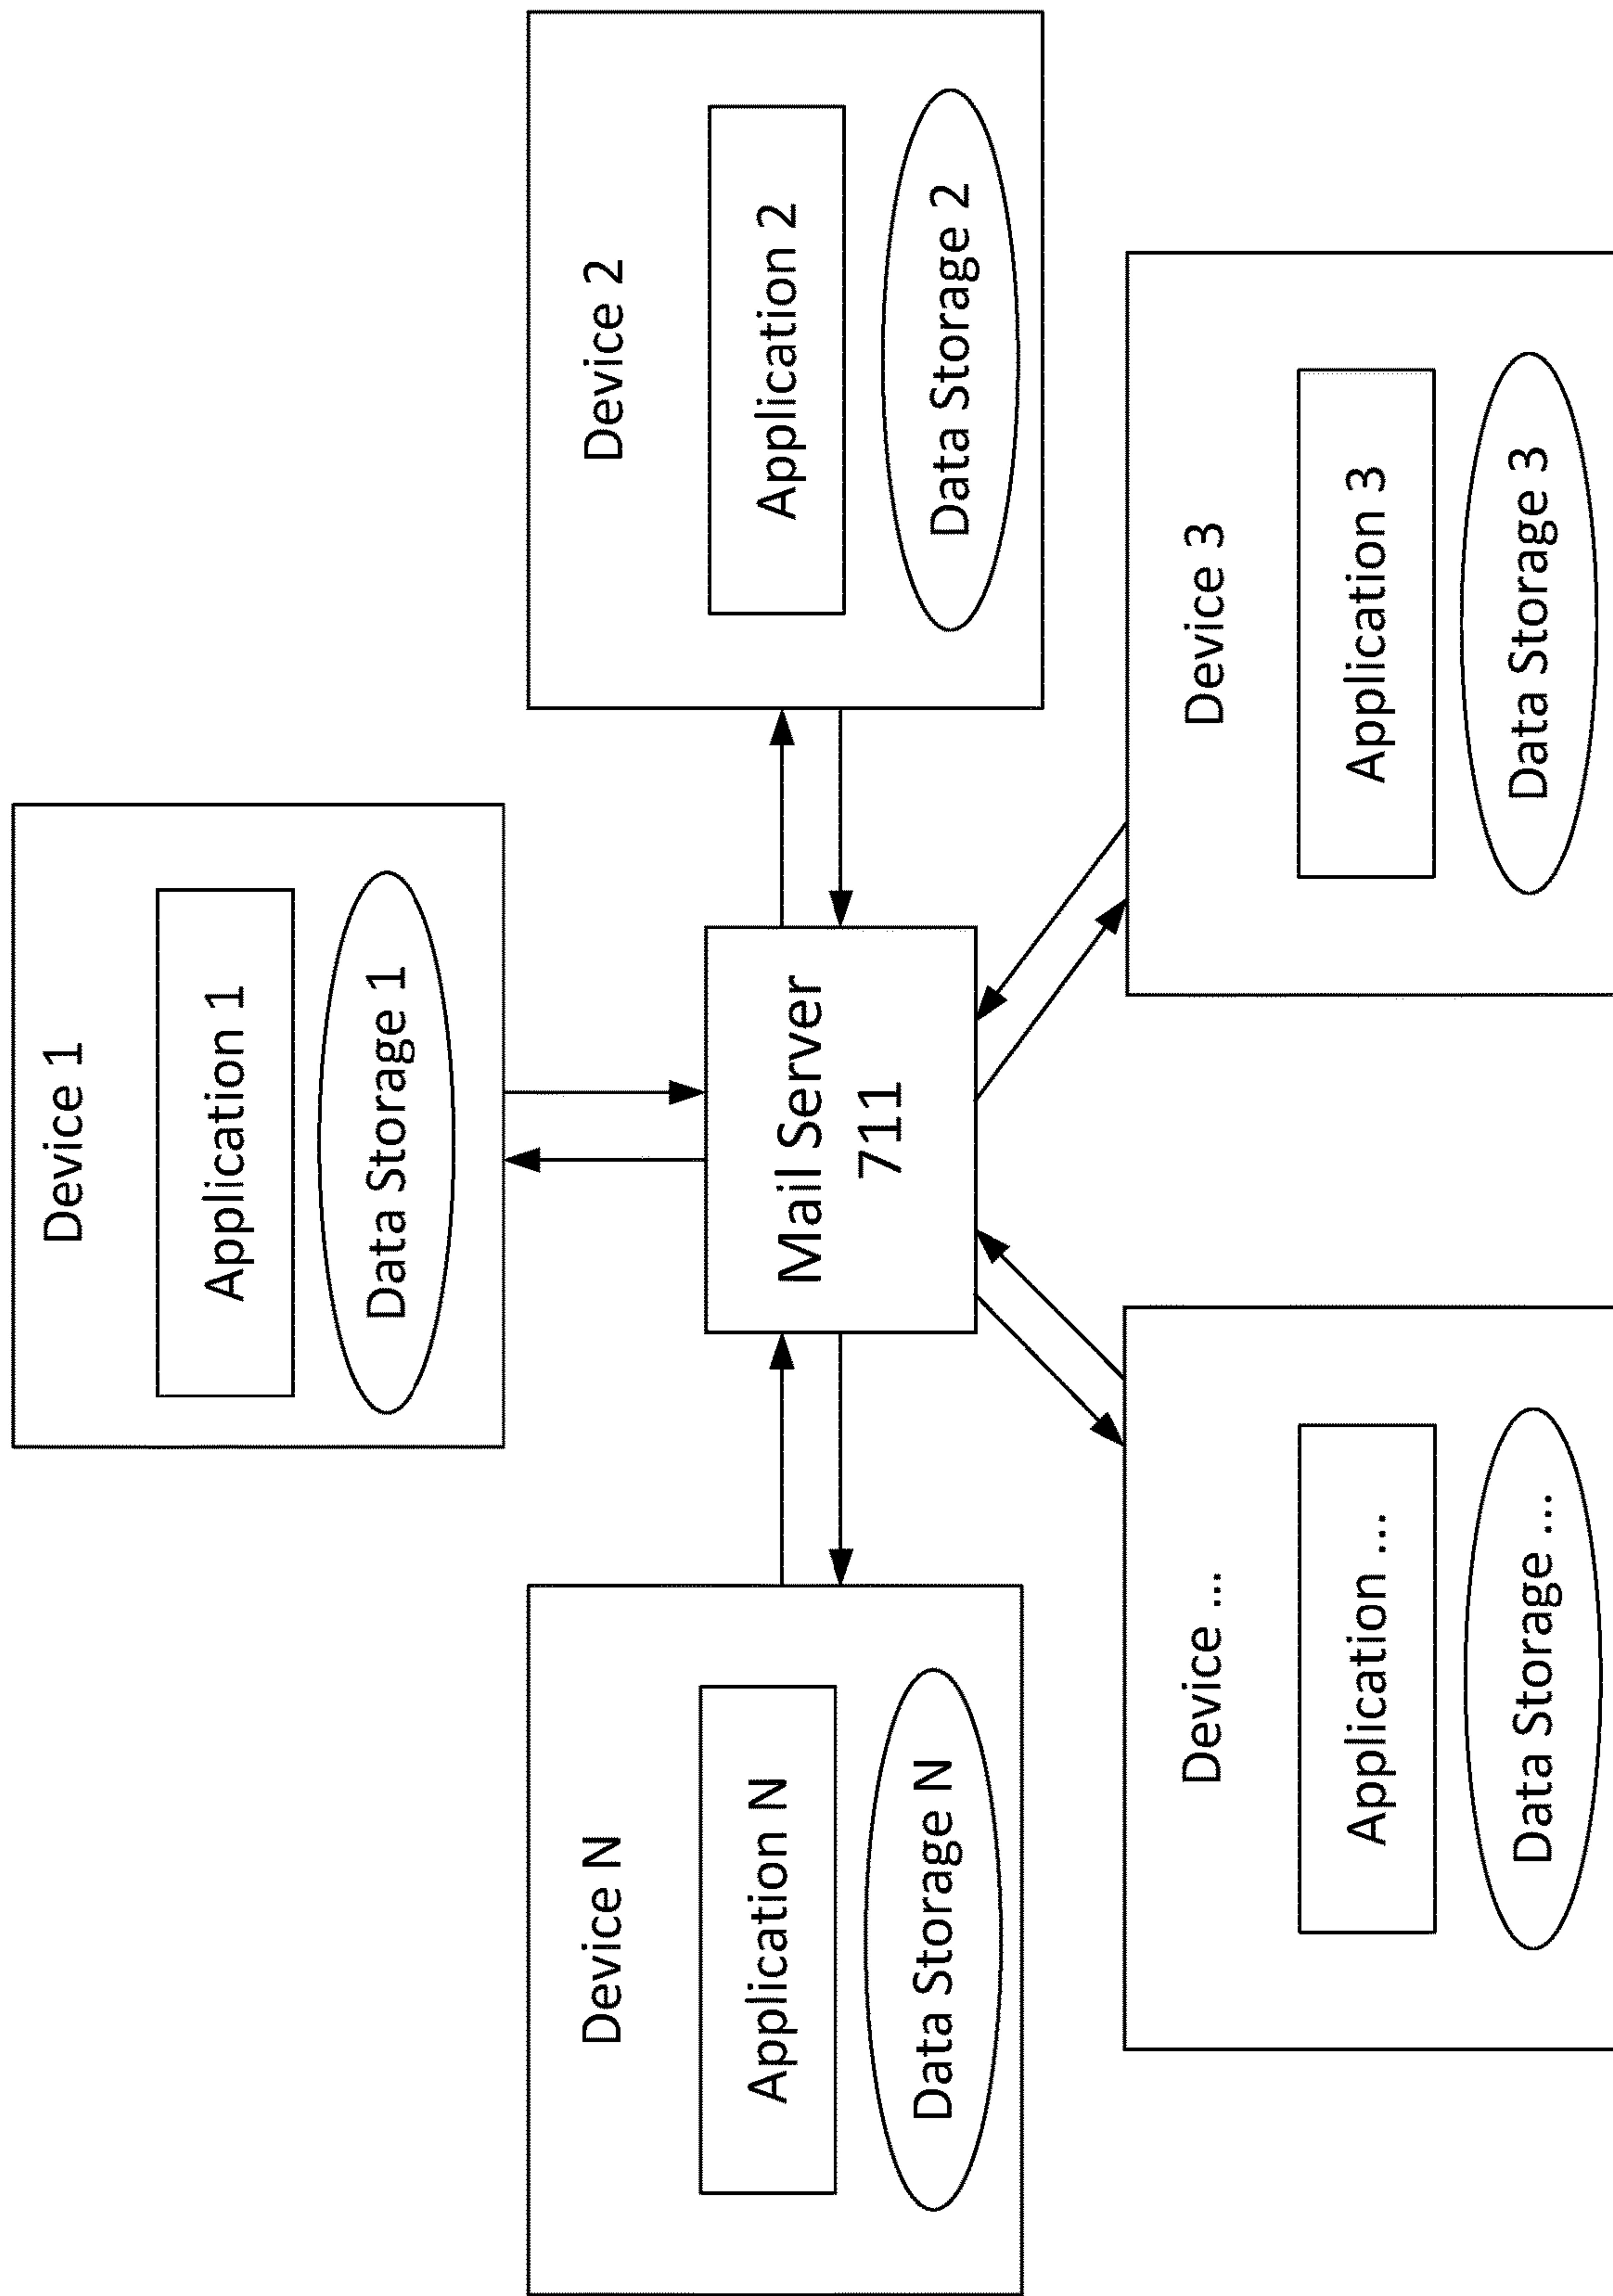 Device 1
Application 1
Data Storage 1
Device N
Application N
Data Storage N
Mail Server
711
Device 2
Application 2
Data Storage 2
Device ...
Application ...
Data Storage ...
Device 3
Application 3
Data Storage 3